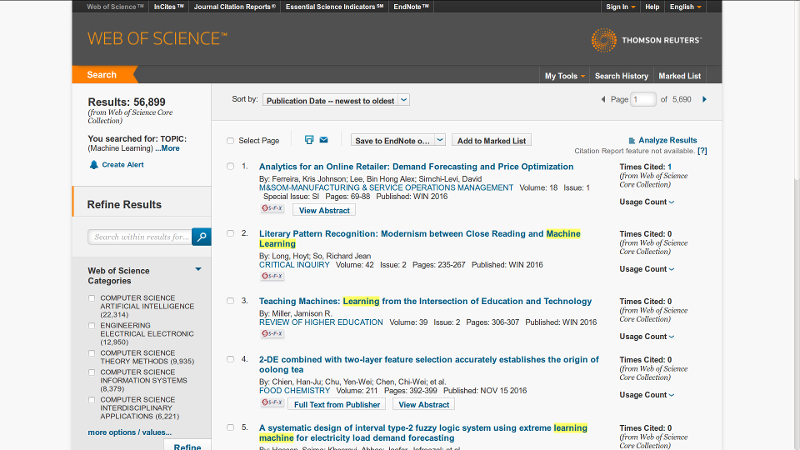 Web of Science™ InCites™ Journal Citation Reports® Essential Science Indicators℠ EndNote™ Sign In Help English
WEB OF SCIENCE™
THOMSON REUTERS™
Search
My Tools Search History Marked List
Results: 56,899
(from Web of Science Core
Collection)
You searched for: TOPIC:
(Machine Learning) ...More
Create Alert
Refine Results
Search within results for...
Web of Science
Categories
COMPUTER SCIENCE
ARTIFICIAL INTELLIGENCE
(22,314)
ENGINEERING
ELECTRICAL ELECTRONIC
(12,950)
COMPUTER SCIENCE
THEORY METHODS (9,935)
COMPUTER SCIENCE
INFORMATION SYSTEMS
(8,379)
COMPUTER SCIENCE
INTERDISCIPLINARY
APPLICATIONS (6,221)
more options / values...
Refine
Sort by: Publication Date -- newest to oldest
Page 1 of 5,690
Select Page Save to EndNote o... Add to Marked List
Analyze Results
Citation Report feature not available. [?]
1. Analytics for an Online Retailer: Demand Forecasting and Price Optimization
By: Ferreira, Kris Johnson; Lee, Bin Hong Alex; Simchi-Levi, David
M&SOM-MANUFACTURING & SERVICE OPERATIONS MANAGEMENT Volume: 18 Issue: 1
Special Issue: SI Pages: 69-88 Published: WIN 2016
S-F-X View Abstract
Times Cited: 1
(from Web of Science
Core Collection)
Usage Count
2. Literary Pattern Recognition: Modernism between Close Reading and Machine
Learning
By: Long, Hoyt; So, Richard Jean
CRITICAL INQUIRY Volume: 42 Issue: 2 Pages: 235-267 Published: WIN 2016
S-F-X
Times Cited: 0
(from Web of Science
Core Collection)
Usage Count
3. Teaching Machines: Learning from the Intersection of Education and Technology
By: Miller, Jamison R.
REVIEW OF HIGHER EDUCATION Volume: 39 Issue: 2 Pages: 306-307 Published: WIN 2016
S-F-X
Times Cited: 0
(from Web of Science
Core Collection)
Usage Count
4. 2-DE combined with two-layer feature selection accurately establishes the origin of
oolong tea
By: Chien, Han-Ju; Chu, Yen-Wei; Chen, Chi-Wei; et al.
FOOD CHEMISTRY Volume: 211 Pages: 392-399 Published: NOV 15 2016
S-F-X Full Text from Publisher View Abstract
Times Cited: 0
(from Web of Science
Core Collection)
Usage Count
5. A systematic design of interval type-2 fuzzy logic system using extreme learning
machine for electricity load demand forecasting
Times Cited: 0
(from Web of Science
Core Collection)